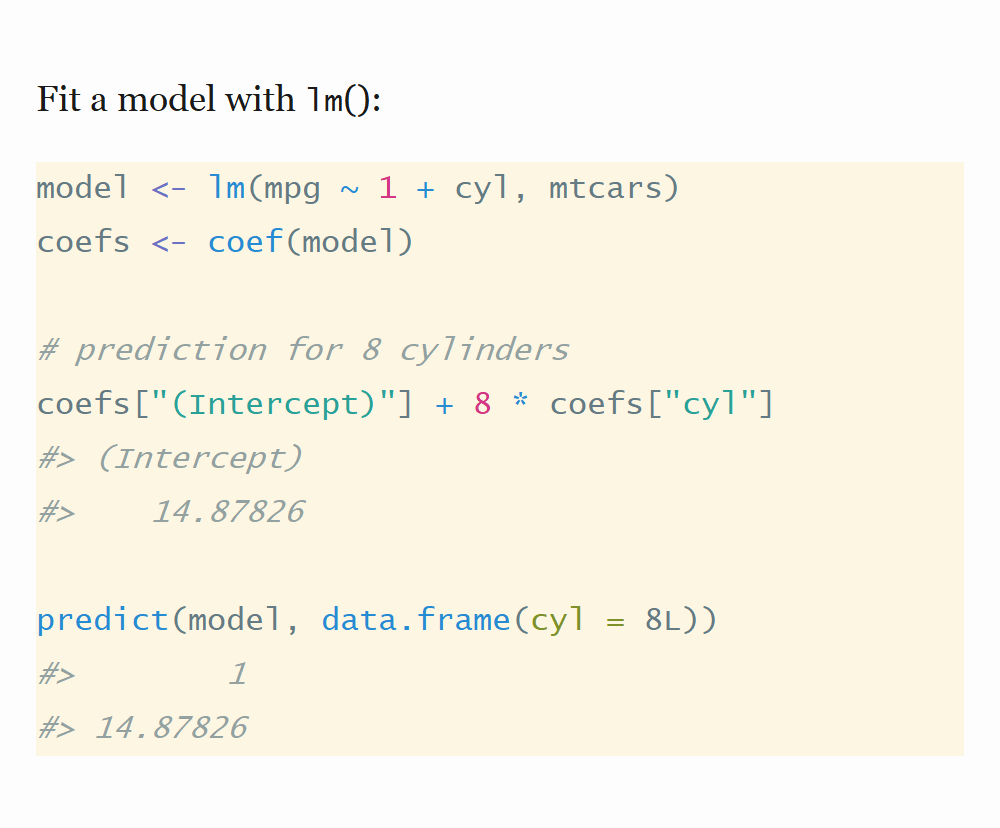 Fit a model with lm():
model <- lm(mpg ~ 1 + cyl, mtcars)
coefs <- coef(model)
# prediction for 8 cylinders
coefs["(Intercept)"] + 8 * coefs["cyl"]
#> (Intercept)
#>    14.87826
predict(model, data.frame(cyl = 8L))
#>        1
#> 14.87826